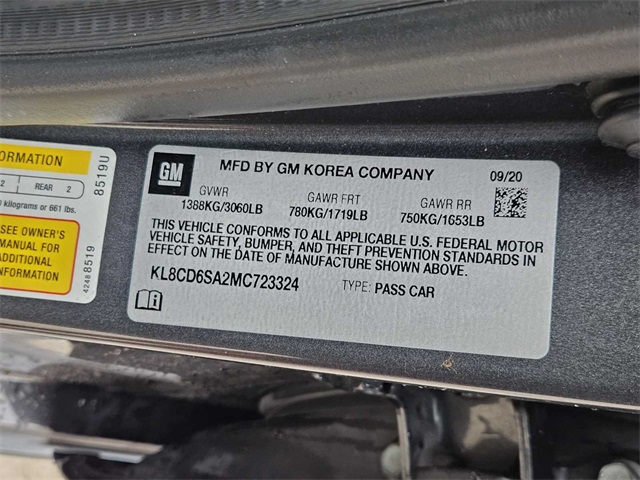 ORMATION
2 REAR 2
kilograms or 661 lbs.
SEE OWNER'S
MANUAL FOR
ADDITIONAL
INFORMATION
8519U
42488519
GM
MFD BY GM KOREA COMPANY
09/20
GVWR GAWR FRT GAWR RR
1388KG/3060LB 780KG/1719LB 750KG/1653LB
THIS VEHICLE CONFORMS TO ALL APPLICABLE U.S. FEDERAL MOTOR
VEHICLE SAFETY, BUMPER, AND THEFT PREVENTION STANDARDS IN
EFFECT ON THE DATE OF MANUFACTURE SHOWN ABOVE.
KL8CD6SA2MC723324 TYPE: PASS CAR